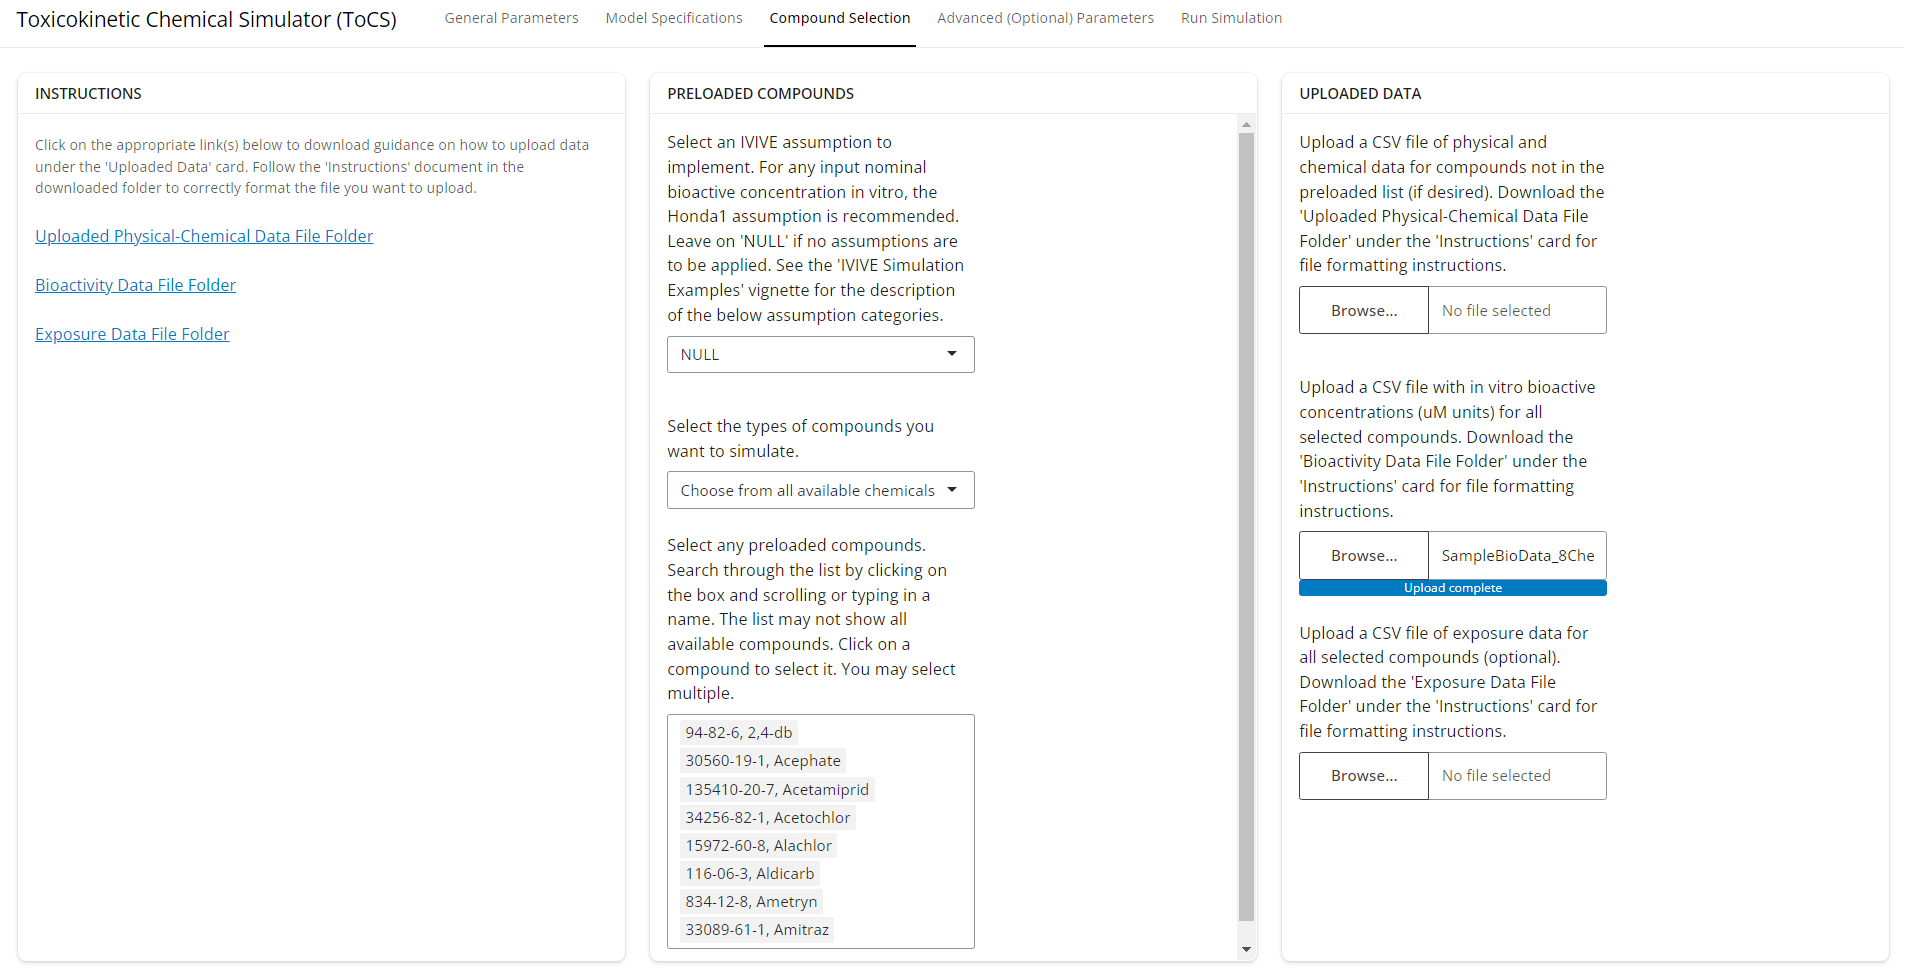 Toxicokinetic Chemical Simulator (ToCS)
General Parameters
Model Specifications
Compound Selection
Advanced (Optional) Parameters
Run Simulation
INSTRUCTIONS
Click on the appropriate link(s) below to download guidance on how to upload data
under the 'Uploaded Data' card. Follow the 'Instructions' document in the
downloaded folder to correctly format the file you want to upload.
Uploaded Physical-Chemical Data File Folder
Bioactivity Data File Folder
Exposure Data File Folder
PRELOADED COMPOUNDS
Select an IVIVE assumption to
implement. For any input nominal
bioactive concentration in vitro, the
Honda1 assumption is recommended.
Leave on 'NULL' if no assumptions are
to be applied. See the 'IVIVE Simulation
Examples' vignette for the description
of the below assumption categories.
NULL
Select the types of compounds you
want to simulate.
Choose from all available chemicals
Select any preloaded compounds.
Search through the list by clicking on
the box and scrolling or typing in a
name. The list may not show all
available compounds. Click on a
compound to select it. You may select
multiple.
94-82-6, 2,4-db
30560-19-1, Acephate
135410-20-7, Acetamiprid
34256-82-1, Acetochlor
15972-60-8, Alachlor
116-06-3, Aldicarb
834-12-8, Ametryn
33089-61-1, Amitraz
UPLOADED DATA
Upload a CSV file of physical and
chemical data for compounds not in the
preloaded list (if desired). Download the
'Uploaded Physical-Chemical Data File
Folder' under the 'Instructions' card for
file formatting instructions.
Browse...
No file selected
Upload a CSV file with in vitro bioactive
concentrations (uM units) for all
selected compounds. Download the
'Bioactivity Data File Folder' under the
'Instructions' card for file formatting
instructions.
Browse...
SampleBioData_8Che
Upload complete
Upload a CSV file of exposure data for
all selected compounds (optional).
Download the 'Exposure Data File
Folder' under the 'Instructions' card for
file formatting instructions.
Browse...
No file selected